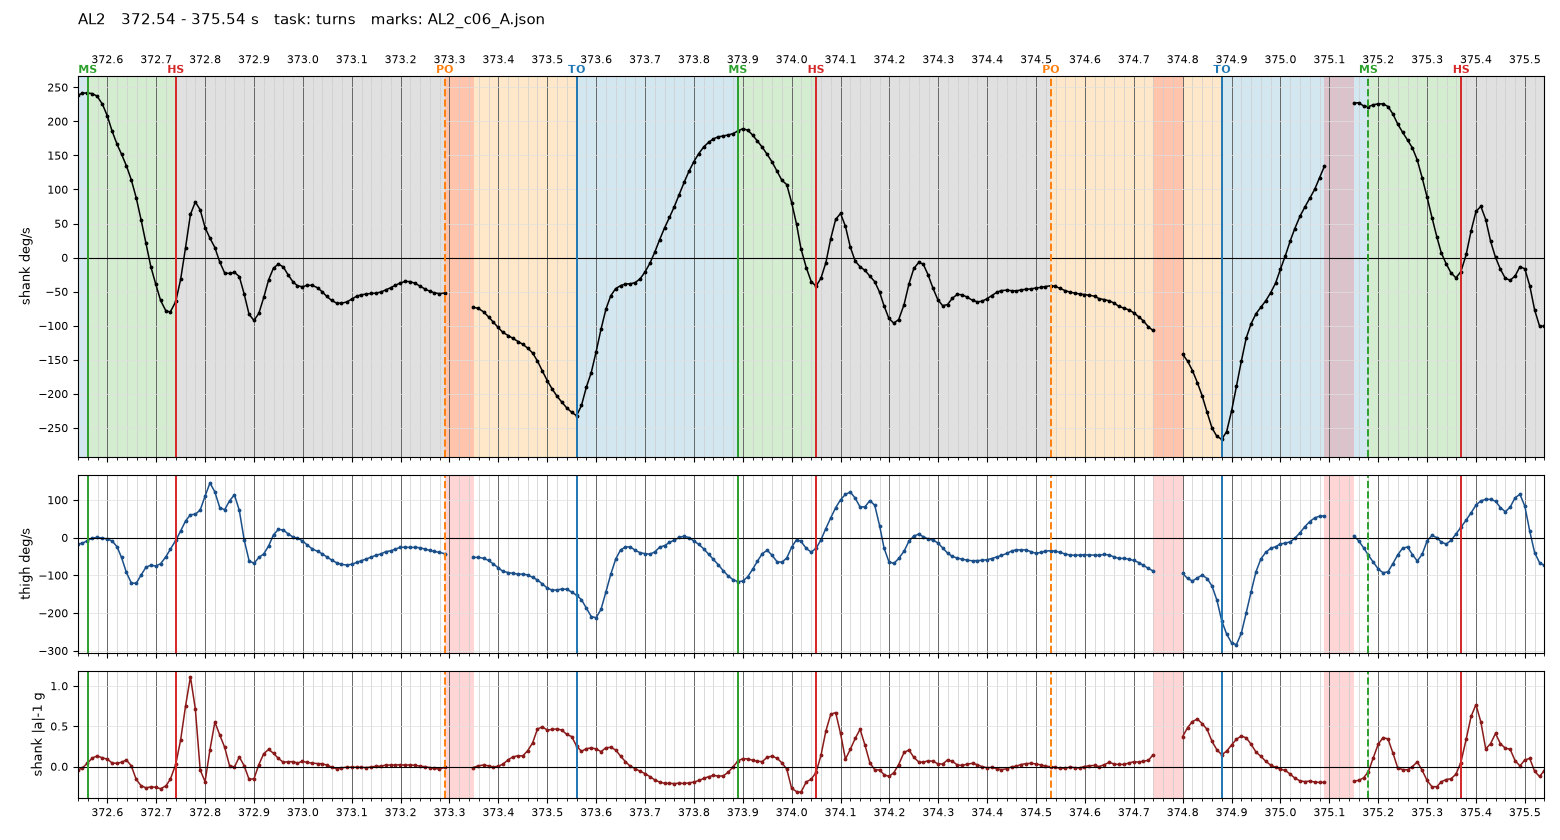 AL2   372.54 - 375.54 s   task: turns   marks: AL2_c06_A.json
372.6 372.7 372.8 372.9 373.0 373.1 373.2 373.3 373.4 373.5 373.6 373.7 373.8 373.9 374.0 374.1 374.2 374.3 374.4 374.5 374.6 374.7 374.8 374.9 375.0 375.1 375.2 375.3 375.4 375.5
MS HS PO TO MS HS PO TO MS HS
shank deg/s
250
200
150
100
50
0
−50
−100
−150
−200
−250
thigh deg/s
100
0
−100
−200
−300
shank |a|-1 g
1.0
0.5
0.0
372.6 372.7 372.8 372.9 373.0 373.1 373.2 373.3 373.4 373.5 373.6 373.7 373.8 373.9 374.0 374.1 374.2 374.3 374.4 374.5 374.6 374.7 374.8 374.9 375.0 375.1 375.2 375.3 375.4 375.5